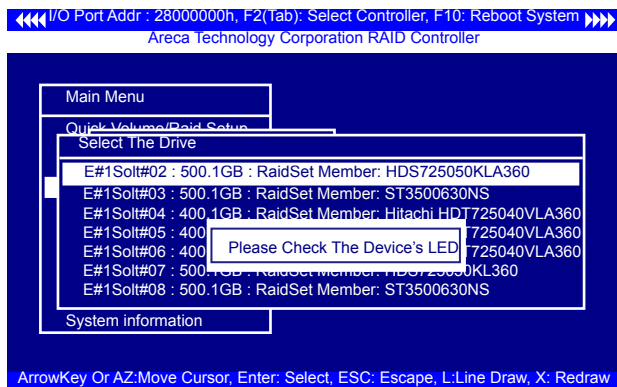 I/O Port Addr : 28000000h, F2(Tab): Select Controller, F10: Reboot System
Areca Technology Corporation RAID Controller
Main Menu
Quick Volume/Raid Setup
Select The Drive
E#1Solt#02 : 500.1GB : RaidSet Member: HDS725050KLA360
E#1Solt#03 : 500.1GB : RaidSet Member: ST3500630NS
E#1Solt#04 : 400.1GB : RaidSet Member: Hitachi HDT725040VLA360
E#1Solt#05 : 400 T725040VLA360
Please Check The Device's LED
E#1Solt#06 : 400 T725040VLA360
E#1Solt#07 : 500.1GB : RaidSet Member: HDS725050KL360
E#1Solt#08 : 500.1GB : RaidSet Member: ST3500630NS
System information
ArrowKey Or AZ:Move Cursor, Enter: Select, ESC: Escape, L:Line Draw, X: Redraw